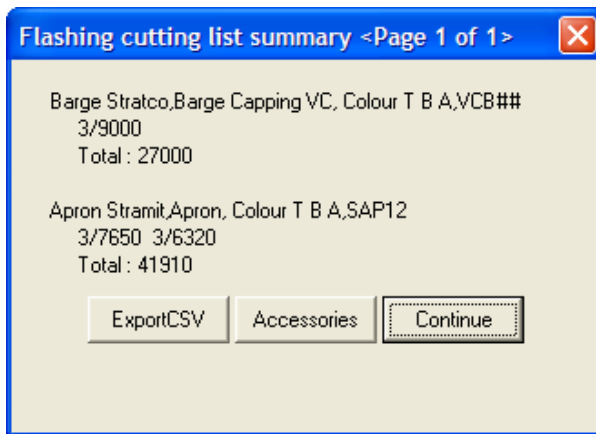 Flashing cutting list summary <Page 1 of 1>
Barge Stratco,Barge Capping VC, Colour T B A,VCB##
3/9000
Total : 27000
Apron Stramit,Apron, Colour T B A,SAP12
3/7650 3/6320
Total : 41910
ExportCSV Accessories Continue